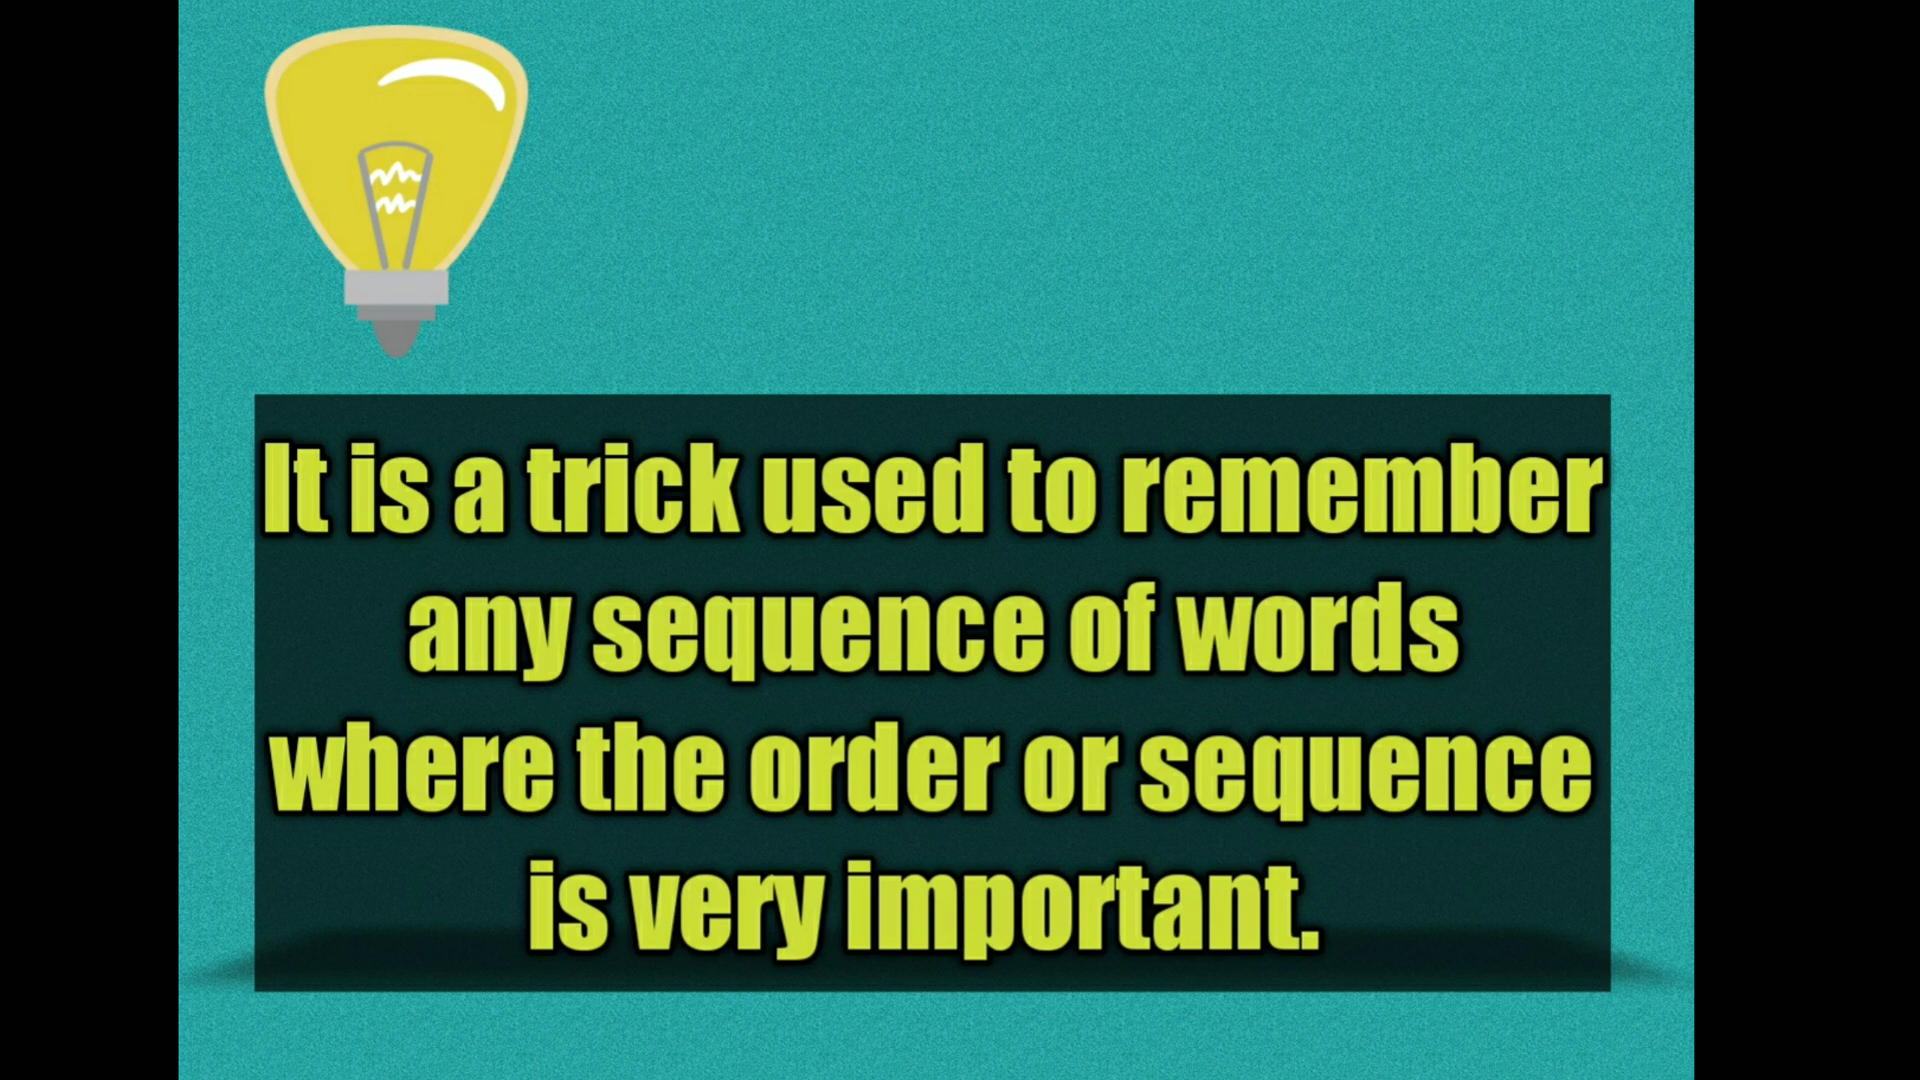 It is a trick used to remember
any sequence of words
where the order or sequence
is very important.